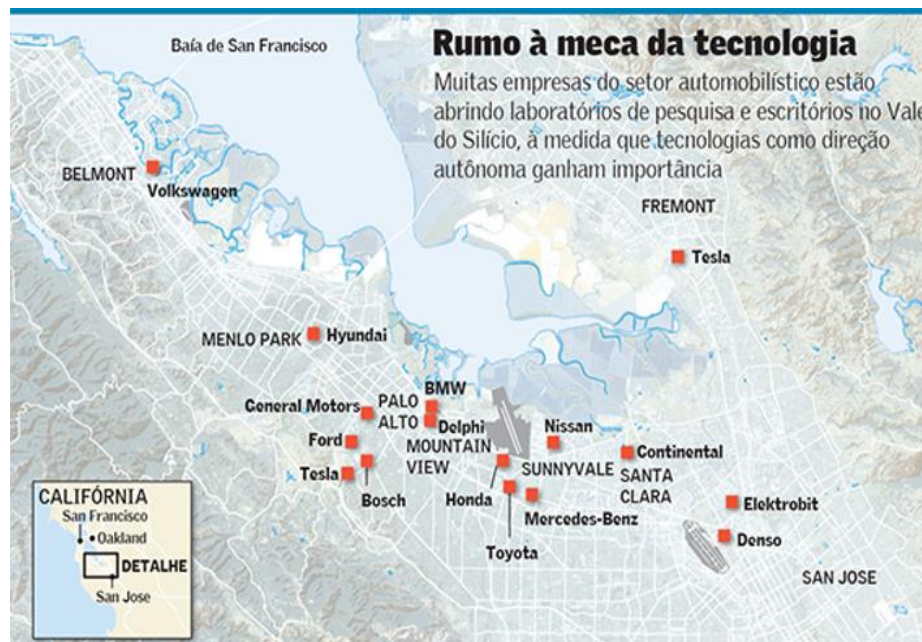 Rumo à meca da tecnologia
Muitas empresas do setor automobilístico estão
abrindo laboratórios de pesquisa e escritórios no Vale
do Silício, à medida que tecnologias como direção
autônoma ganham importância
Baía de San Francisco
BELMONT
Volkswagen
FREMONT
Tesla
MENLO PARK
Hyundai
General Motors
PALO
ALTO
BMW
Delphi
MOUNTAIN
VIEW
Ford
Tesla
Bosch
Honda
Toyota
Mercedes-Benz
Nissan
SUNNYVALE
Continental
SANTA
CLARA
Elektrobit
Denso
SAN JOSE
CALIFÓRNIA
San Francisco
Oakland
DETALHE
San Jose